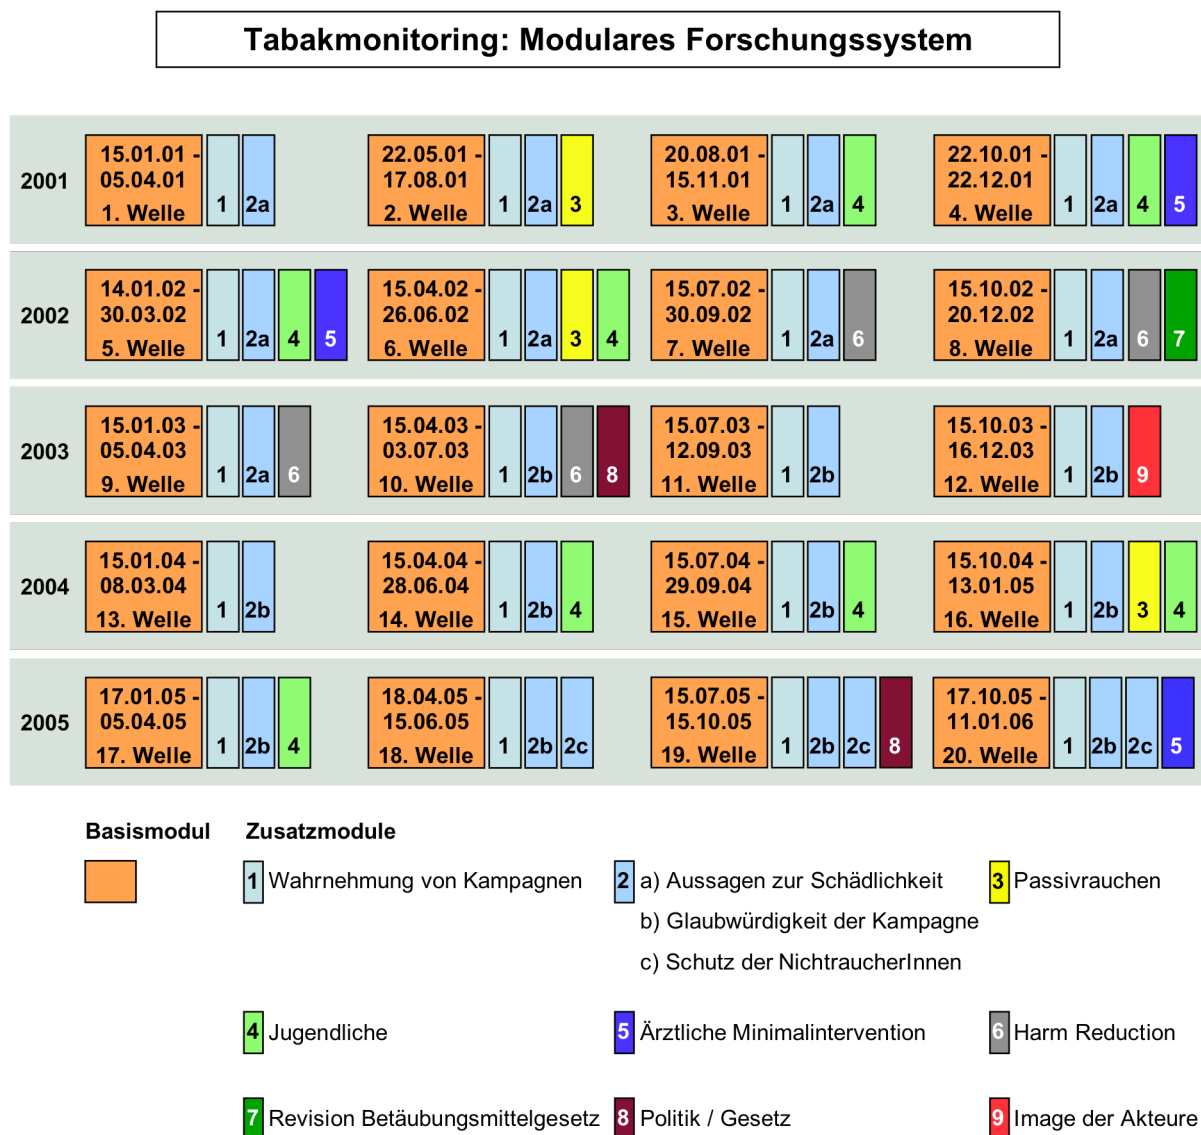 Tabakmonitoring: Modulares Forschungssystem
2001
15.01.01 -
05.04.01
1. Welle
1
2a
22.05.01 -
17.08.01
2. Welle
1
2a
3
20.08.01 -
15.11.01
3. Welle
1
2a
4
22.10.01 -
22.12.01
4. Welle
1
2a
4
5
2002
14.01.02 -
30.03.02
5. Welle
1
2a
4
5
15.04.02 -
26.06.02
6. Welle
1
2a
3
4
15.07.02 -
30.09.02
7. Welle
1
2a
6
15.10.02 -
20.12.02
8. Welle
1
2a
6
7
2003
15.01.03 -
05.04.03
9. Welle
1
2a
6
15.04.03 -
03.07.03
10. Welle
1
2b
6
8
15.07.03 -
12.09.03
11. Welle
1
2b
15.10.03 -
16.12.03
12. Welle
1
2b
9
2004
15.01.04 -
08.03.04
13. Welle
1
2b
15.04.04 -
28.06.04
14. Welle
1
2b
4
15.07.04 -
29.09.04
15. Welle
1
2b
4
15.10.04 -
13.01.05
16. Welle
1
2b
3
4
2005
17.01.05 -
05.04.05
17. Welle
1
2b
4
18.04.05 -
15.06.05
18. Welle
1
2b
2c
15.07.05 -
15.10.05
19. Welle
1
2b
2c
8
17.10.05 -
11.01.06
20. Welle
1
2b
2c
5
Basismodul
Zusatzmodule
1 Wahrnehmung von Kampagnen
2 a) Aussagen zur Schädlichkeit
b) Glaubwürdigkeit der Kampagne
c) Schutz der NichtraucherInnen
3 Passivrauchen
4 Jugendliche
5 Ärztliche Minimalintervention
6 Harm Reduction
7 Revision Betäubungsmittelgesetz
8 Politik / Gesetz
9 Image der Akteure